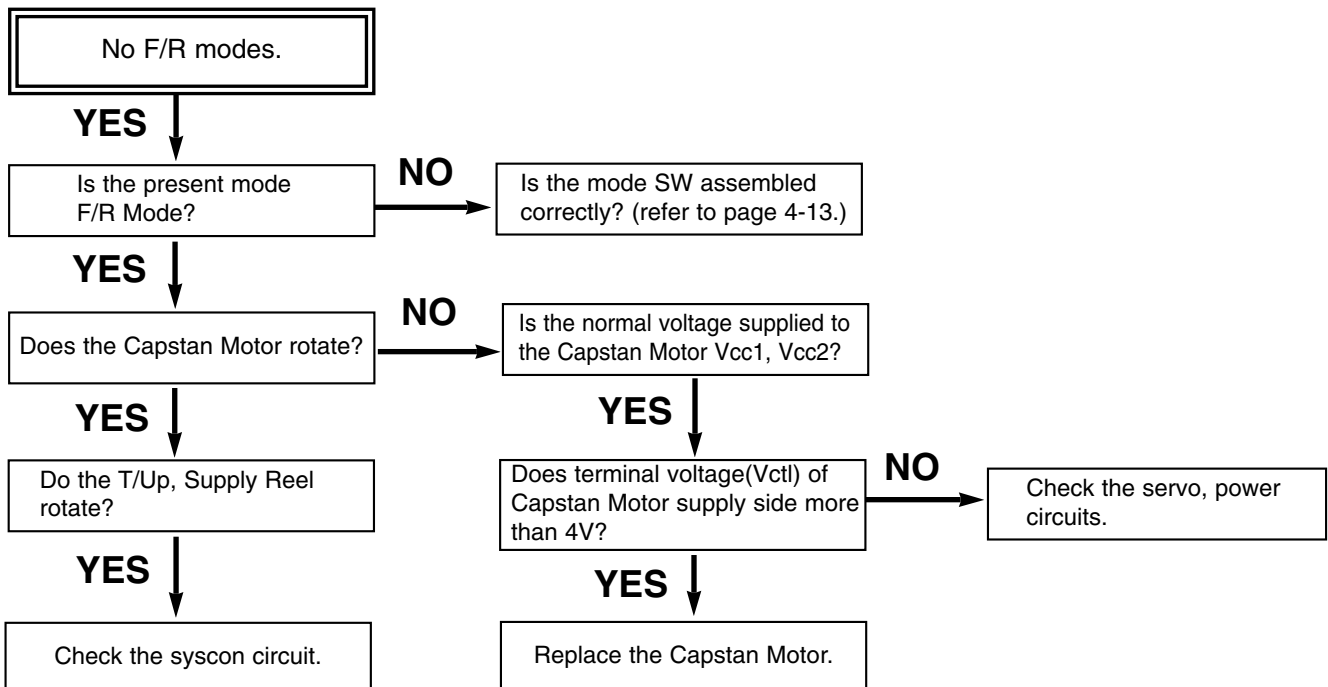 No F/R modes.
YES
Is the present mode
F/R Mode?
NO
Is the mode SW assembled
correctly? (refer to page 4-13.)
YES
Does the Capstan Motor rotate?
NO
Is the normal voltage supplied to
the Capstan Motor Vcc1, Vcc2?
YES
YES
Do the T/Up, Supply Reel
rotate?
Does terminal voltage(Vctl) of
Capstan Motor supply side more
than 4V?
NO
Check the servo, power
circuits.
YES
YES
Check the syscon circuit.
Replace the Capstan Motor.